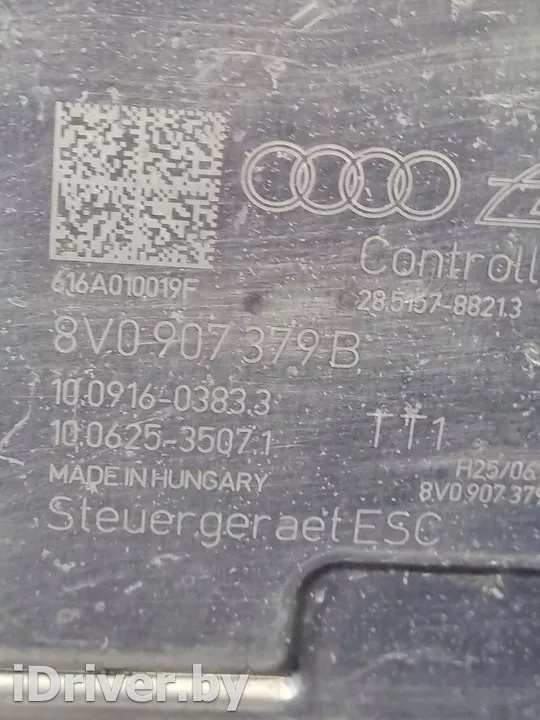 Controll
616A010019F
28.5157-8821.3
8V0 907 379 B
10.0916-0383.3
10.0625-3507.1
TT1
MADE IN HUNGARY
H25/06
8V0 907 379
Steuergeraet ESC
iDriver.by